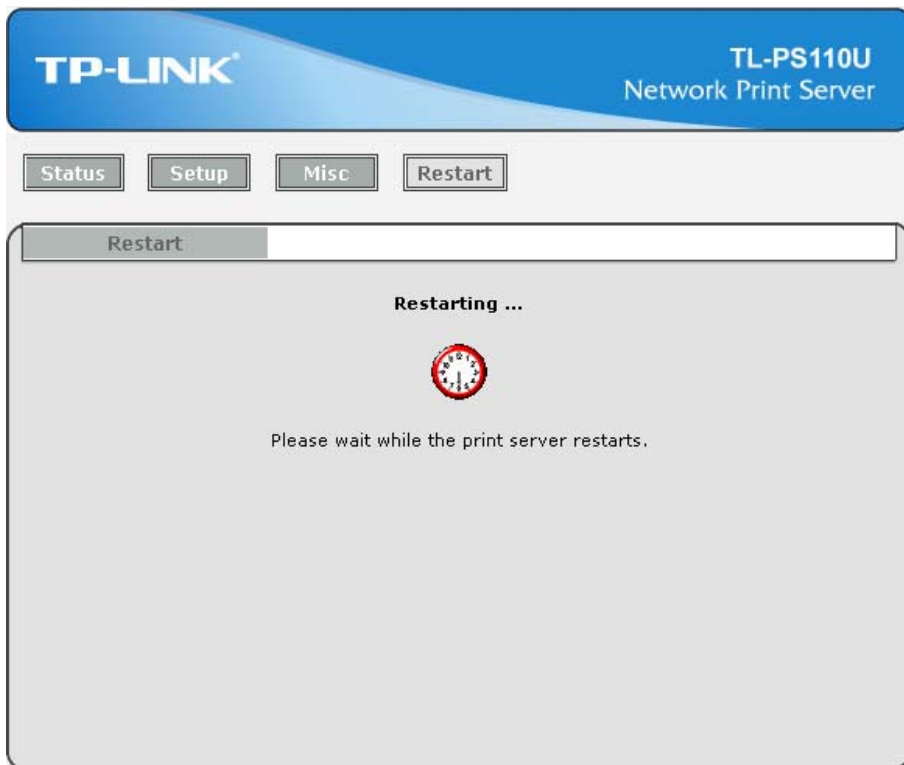 TP-LINK®
TL-PS110U
Network Print Server
Status Setup Misc Restart
Restart
Restarting ...
Please wait while the print server restarts.